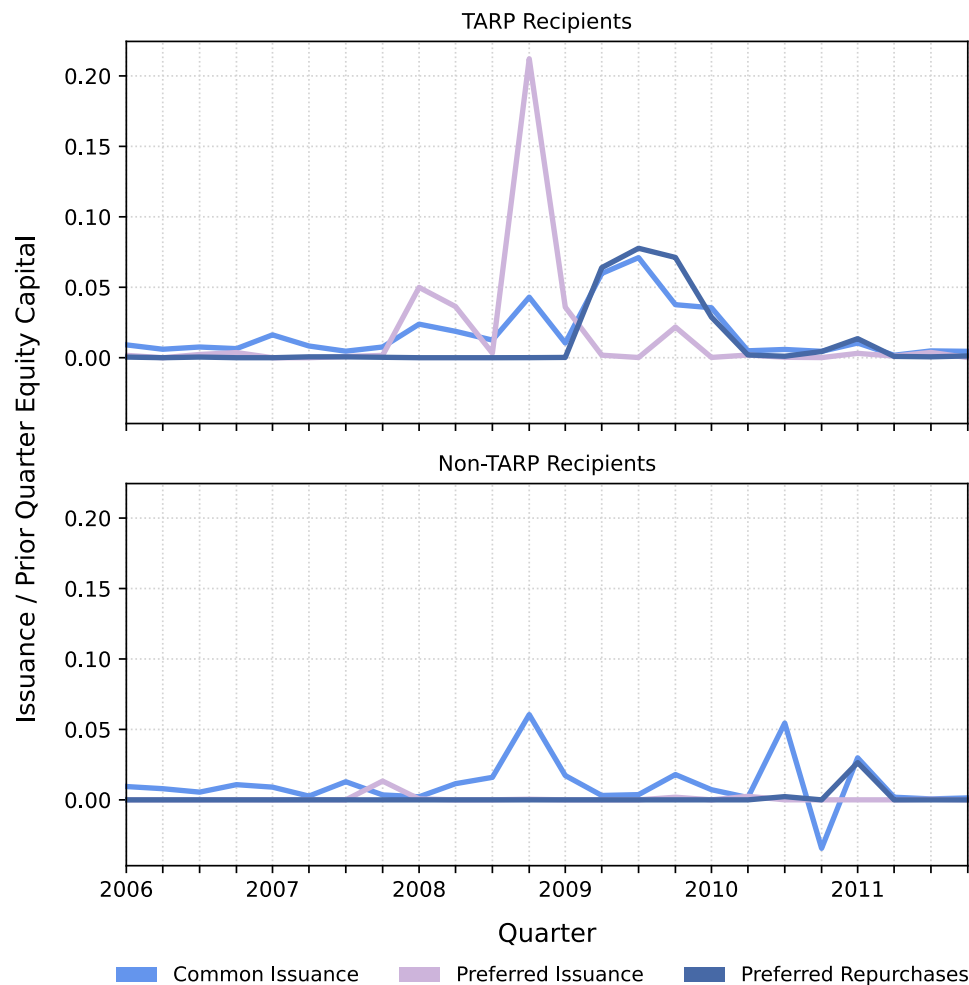 TARP Recipients
0.20
0.15
0.10
0.05
0.00
Issuance / Prior Quarter Equity Capital
Non-TARP Recipients
0.20
0.15
0.10
0.05
0.00
2006 2007 2008 2009 2010 2011
Quarter
Common Issuance Preferred Issuance Preferred Repurchases